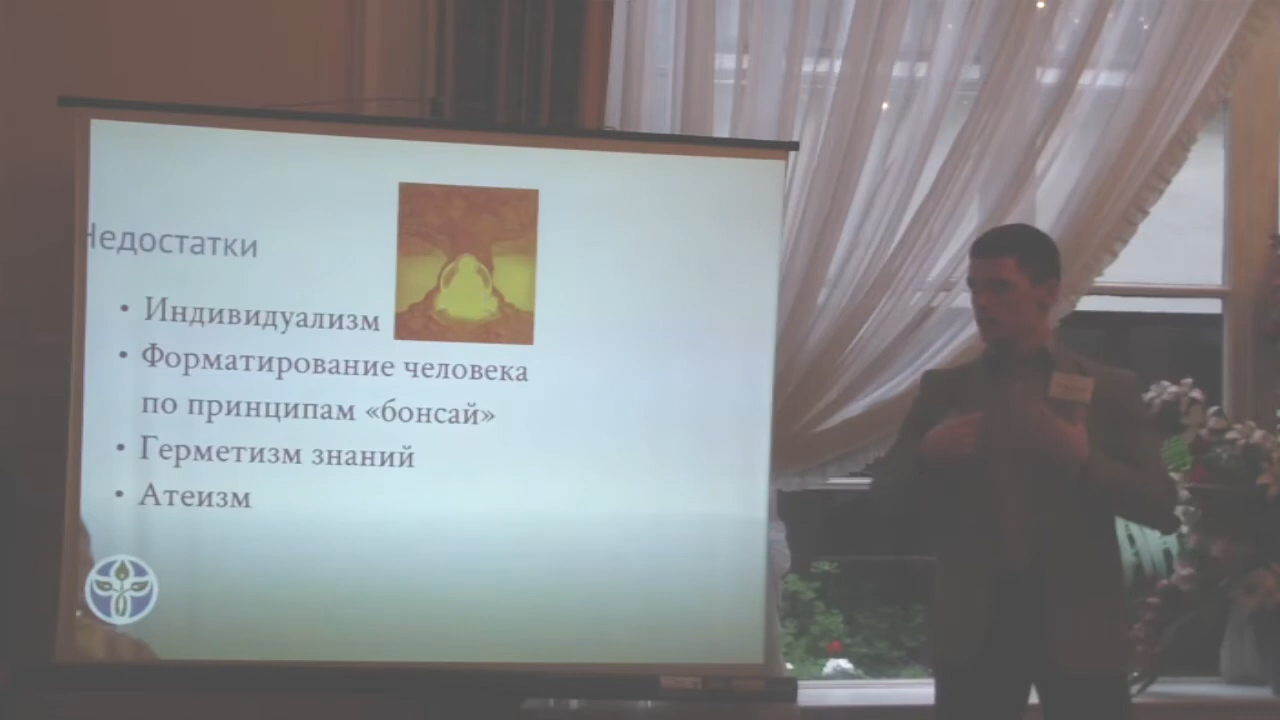 Недостатки
• Индивидуализм
• Форматирование человека
по принципам «бонсай»
• Герметизм знаний
• Атеизм